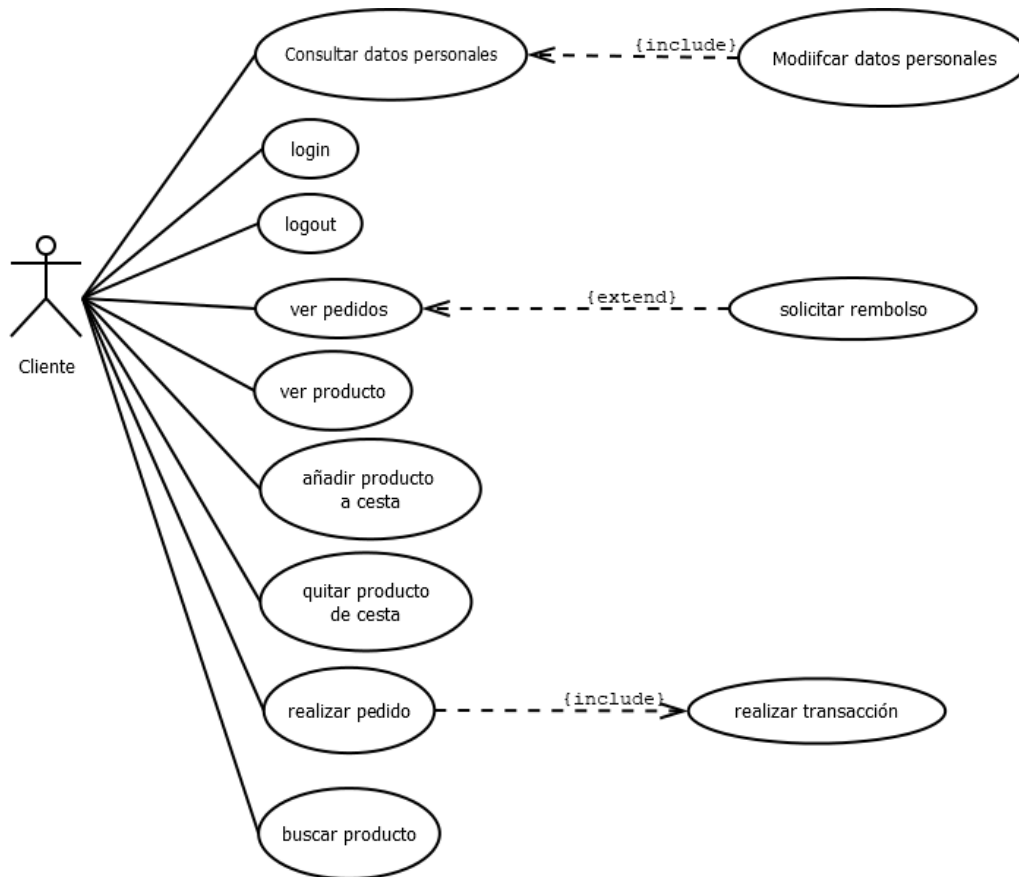 Consultar datos personales
{include}
Modiifcar datos personales
login
logout
Cliente
ver pedidos
{extend}
solicitar rembolso
ver producto
añadir producto
a cesta
quitar producto
de cesta
realizar pedido
{include}
realizar transacción
buscar producto